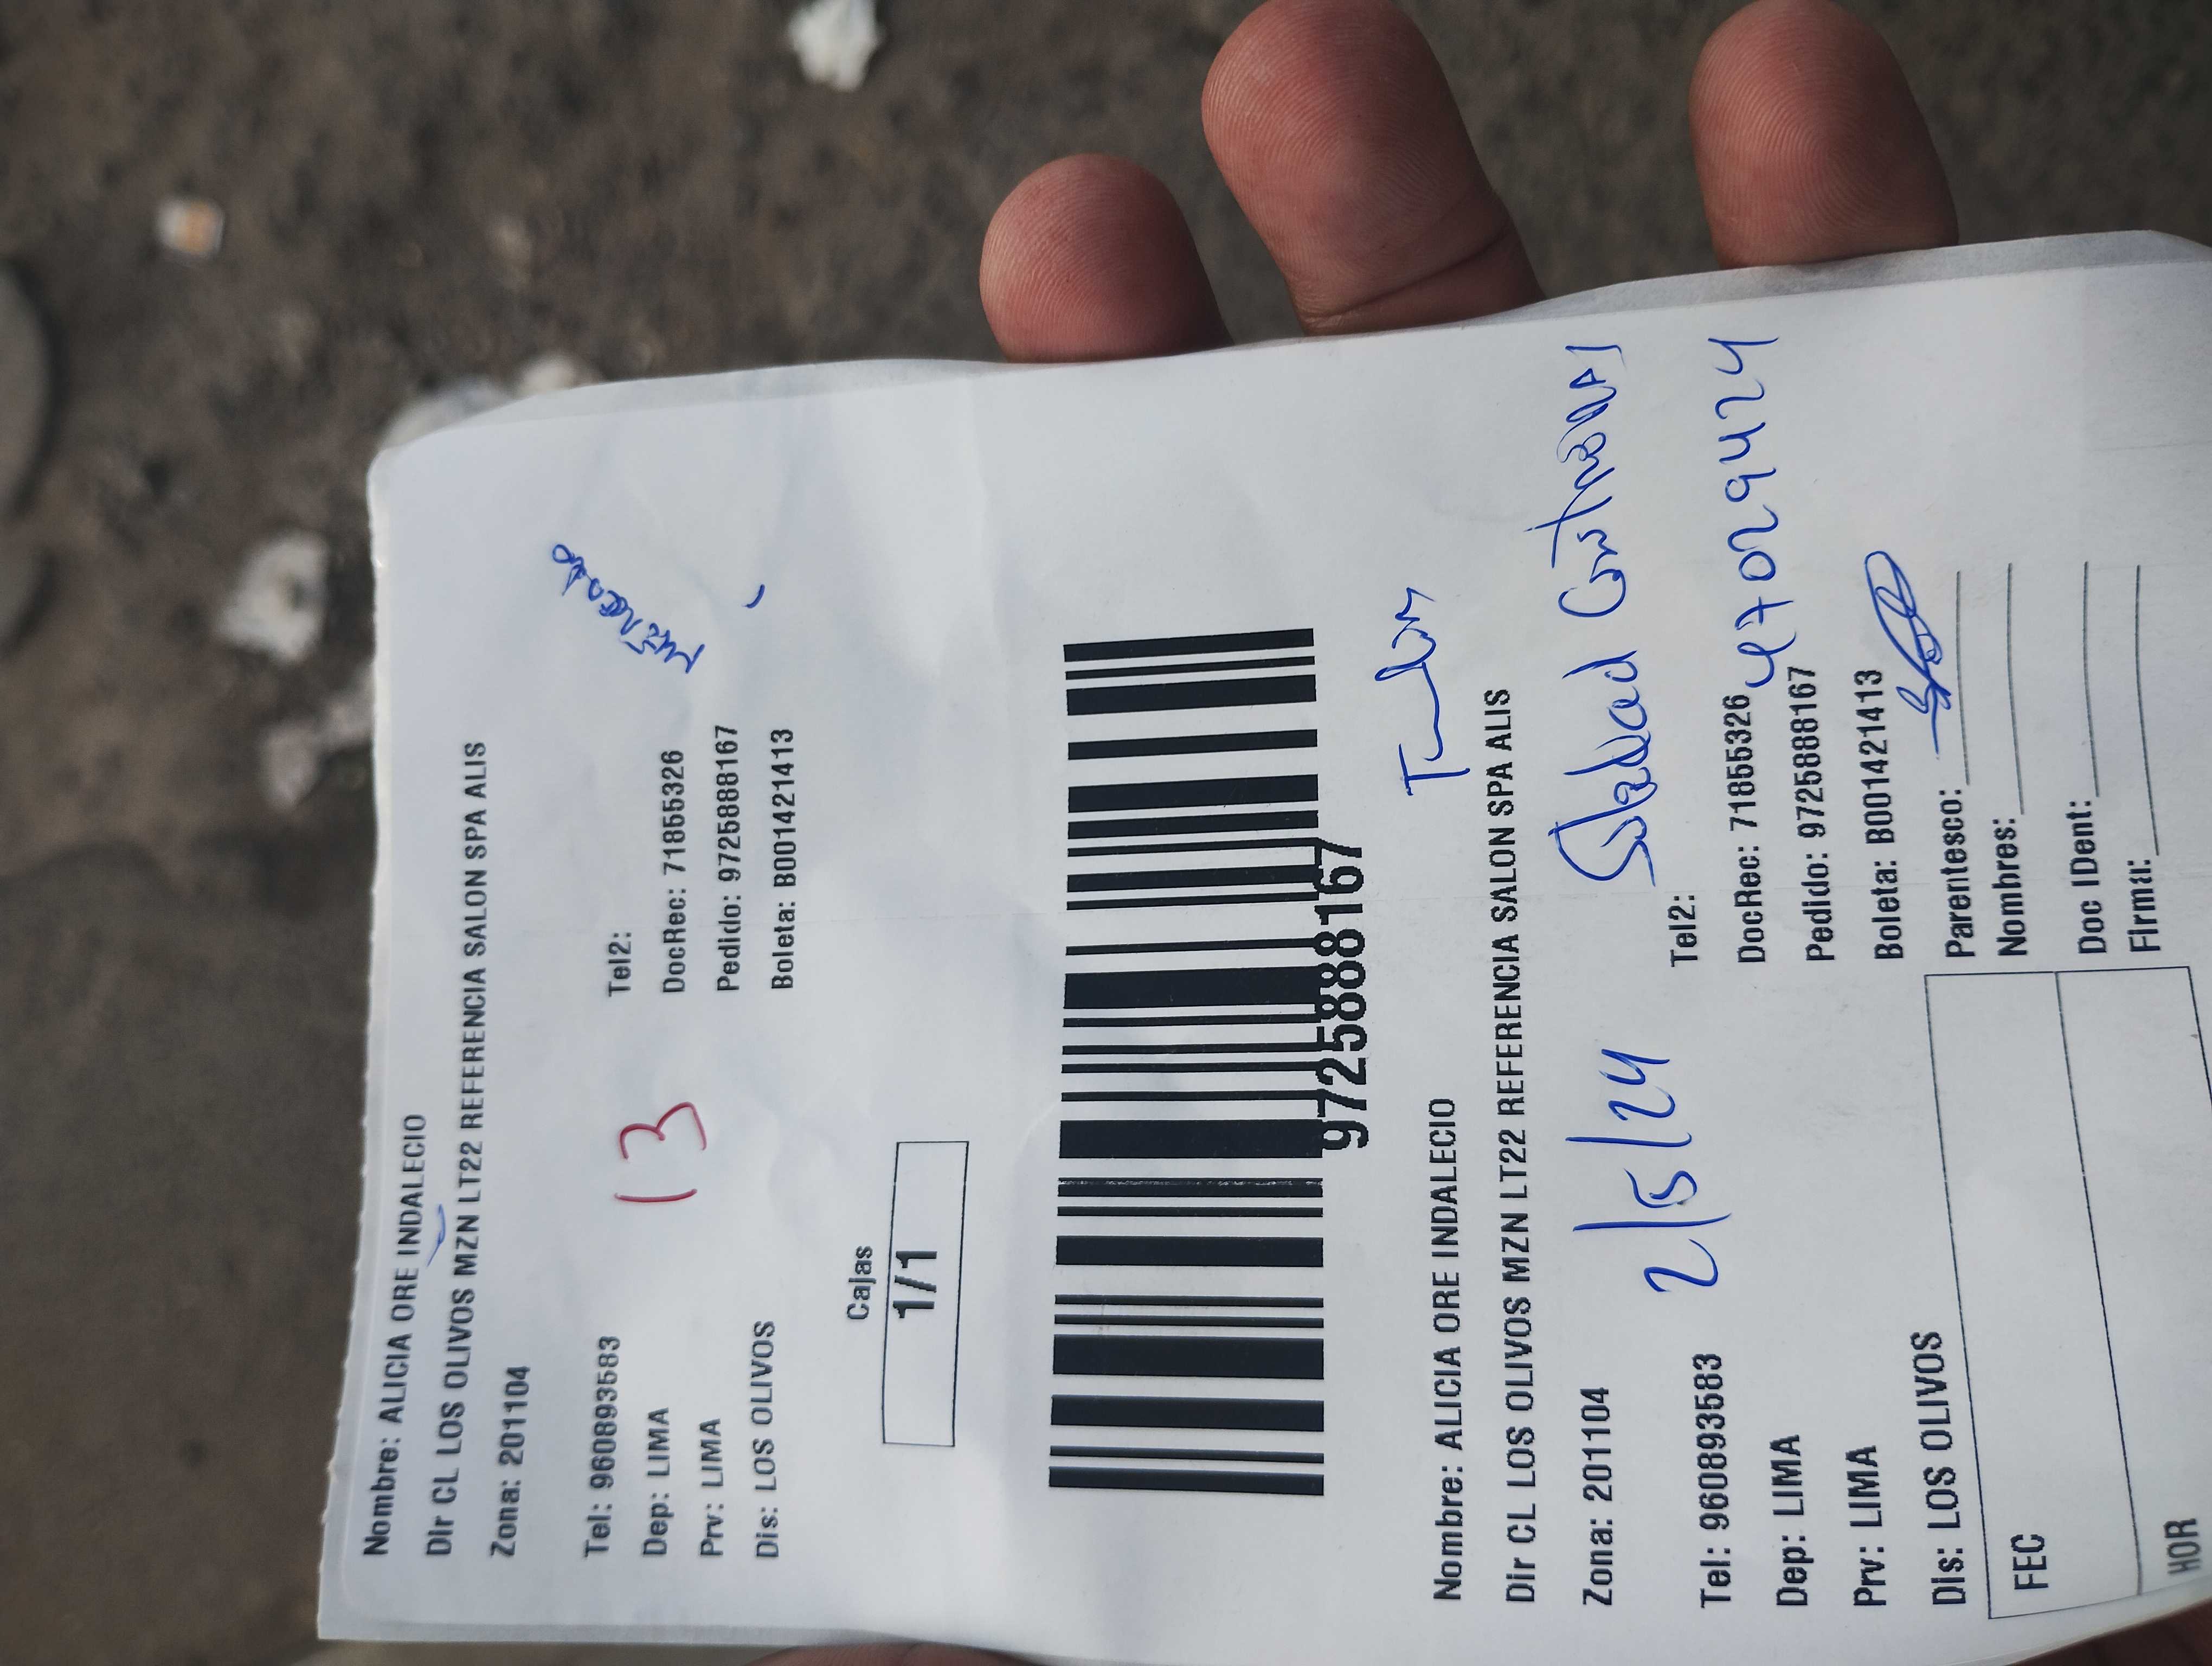 Nombre: ALICIA ORE INDALECIO
Dir CL LOS OLIVOS MZN LT22 REFERENCIA SALON SPA ALIS
Zona: 201104
Tel: 960893583 Tel2:
Dep: LIMA DocRec: 71855326
Prv: LIMA Pedido: 9725888167
Dis: LOS OLIVOS Boleta: B001421413
13
Cajas
1/1
9725888167
Nombre: ALICIA ORE INDALECIO
Dir CL LOS OLIVOS MZN LT22 REFERENCIA SALON SPA ALIS
Zona: 201104
2/5/24
Tel: 960893583 Tel2:
Dep: LIMA DocRec: 71855326
47029424
Prv: LIMA Pedido: 9725888167
Dis: LOS OLIVOS Boleta: B001421413
FEC Parentesco:
Nombres:
HOR Doc IDent:
Firma: